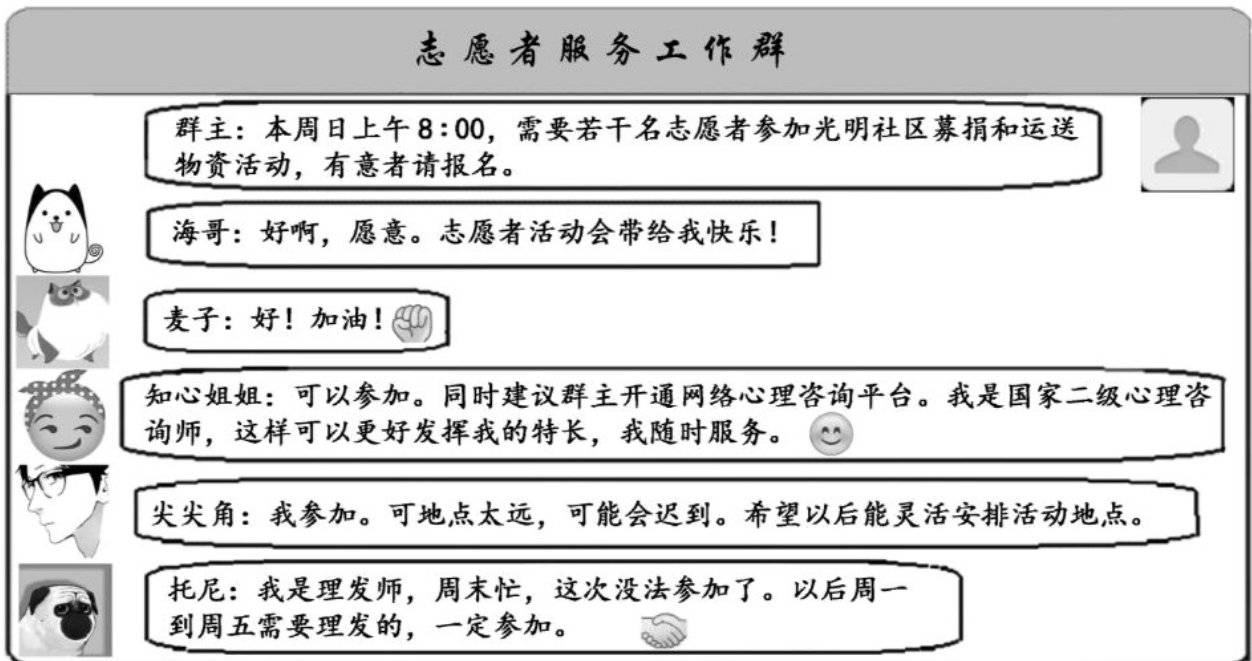 志愿者服务工作群
群主：本周日上午8：00，需要若干名志愿者参加光明社区募捐和运送
物资活动，有意者请报名。
海哥：好啊，愿意。志愿者活动会带给我快乐！
麦子：好！加油！
知心姐姐：可以参加。同时建议群主开通网络心理咨询平台。我是国家二级心理咨
询师，这样可以更好发挥我的特长，我随时服务。
尖尖角：我参加。可地点太远，可能会迟到。希望以后能灵活安排活动地点。
托尼：我是理发师，周末忙，这次没法参加了。以后周一
到周五需要理发的，一定参加。